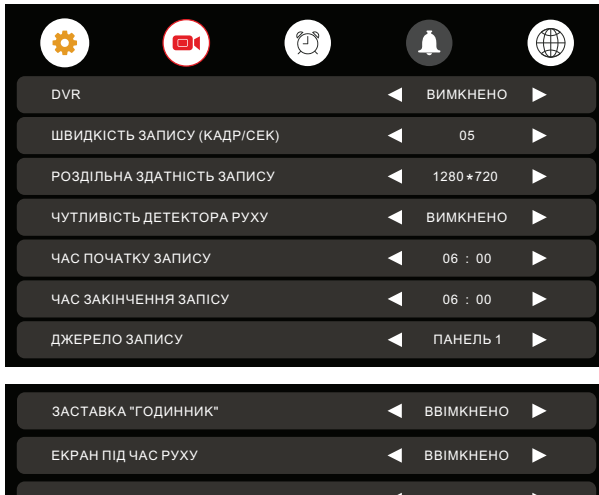 DVR ВИМКНЕНО
ШВИДКІСТЬ ЗАПИСУ (КАДР/СЕК) 05
РОЗДІЛЬНА ЗДАТНІСТЬ ЗАПИСУ 1280*720
ЧУТЛИВІСТЬ ДЕТЕКТОРА РУХУ ВИМКНЕНО
ЧАС ПОЧАТКУ ЗАПИСУ 06 : 00
ЧАС ЗАКІНЧЕННЯ ЗАПІСУ 06 : 00
ДЖЕРЕЛО ЗАПИСУ ПАНЕЛЬ 1
ЗАСТАВКА "ГОДИННИК" ВВІМКНЕНО
ЕКРАН ПІД ЧАС РУХУ ВВІМКНЕНО